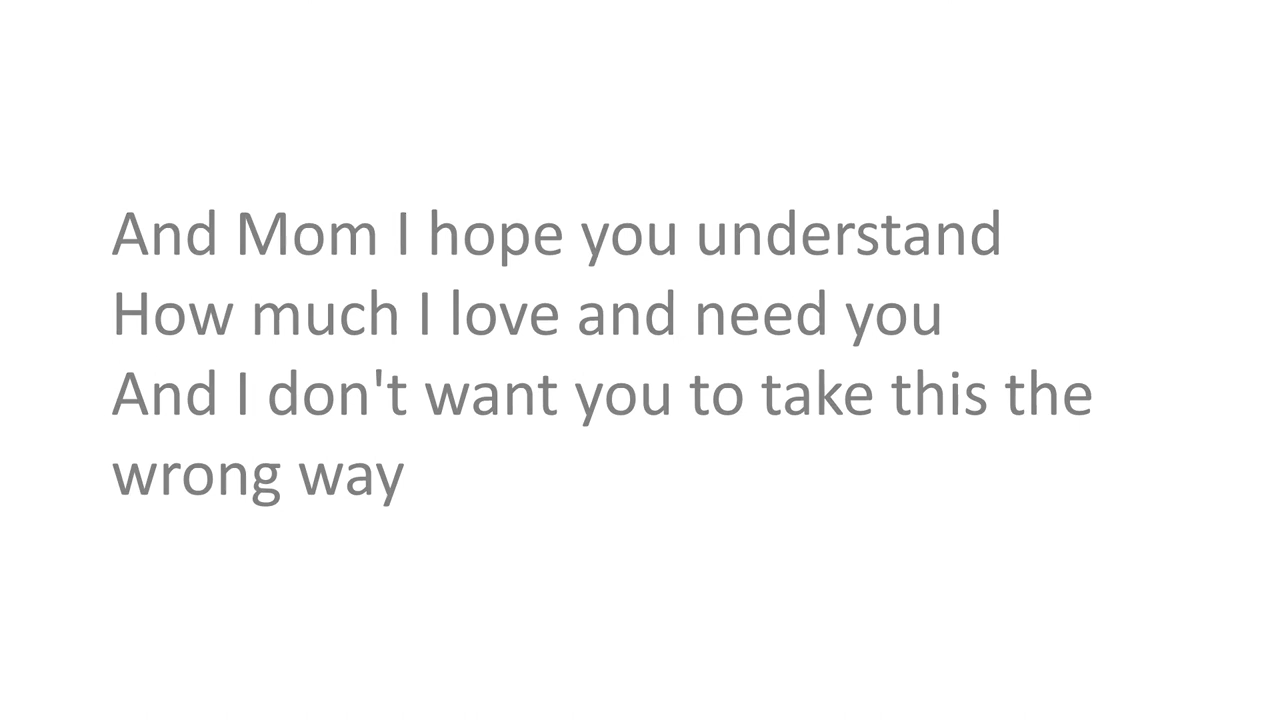 And Mom I hope you understand
How much I love and need you
And I don't want you to take this the
wrong way